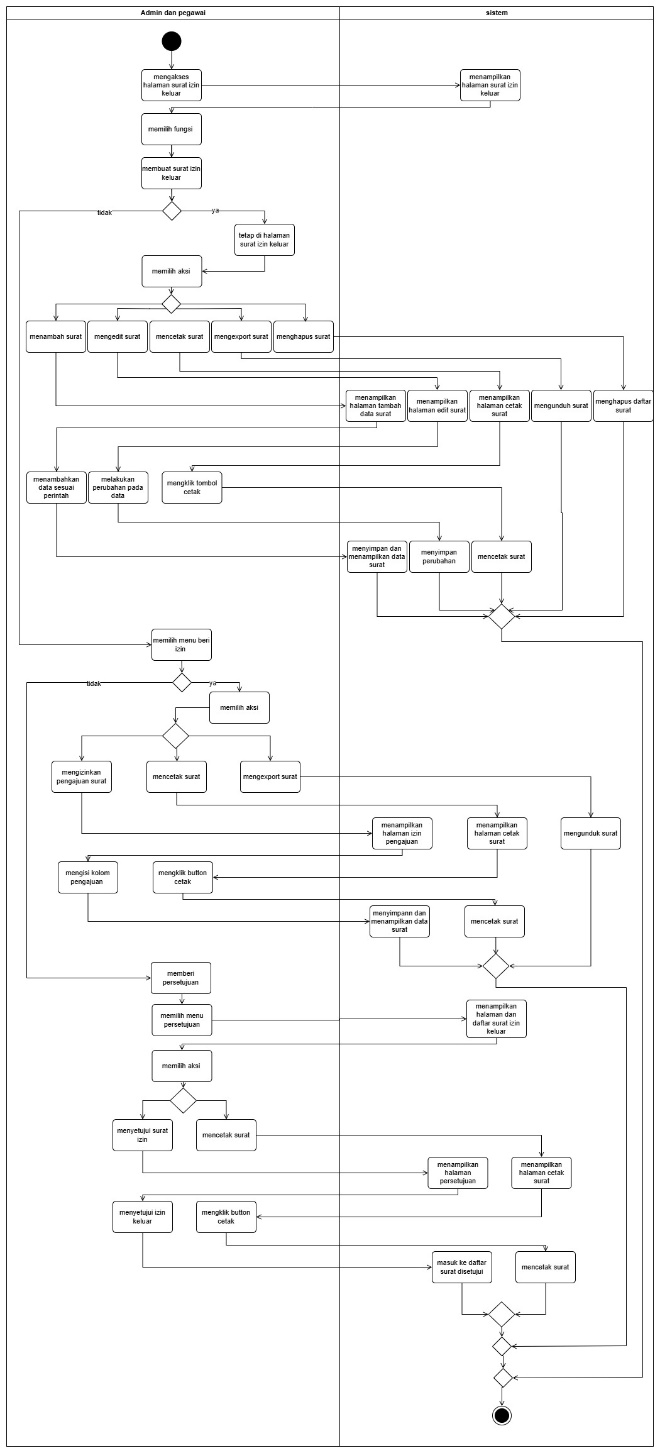 Admin dan pegawai
sistem
mengakses
halaman surat izin
keluar
menampilkan
halaman surat izin
keluar
memilih fungsi
membuat surat izin
keluar
tidak
ya
tetap di halaman
surat izin keluar
memilih aksi
menambah surat
mengedit surat
mencetak surat
mengexport surat
menghapus surat
menampilkan
halaman tambah
data surat
menampilkan
halaman edit surat
menampilkan
halaman cetak
surat
mengunduh surat
menghapus daftar
surat
menambahkan
data sesuai
perintah
melakukan
perubahan pada
data
mengklik tombol
cetak
menyimpan dan
menampilkan data
surat
menyimpan
perubahan
mencetak surat
memilih menu beri
izin
tidak
ya
memilih aksi
mengizinkan
pengajuan surat
mencetak surat
mengexport surat
menampilkan
halaman izin
pengajuan
menampilkan
halaman cetak
surat
mengunduk surat
mengisi kolom
pengajuan
mengklik button
cetak
menyimpann dan
menampilkan data
surat
mencetak surat
memberi
persetujuan
memilih menu
persetujuan
menampilkan
halaman dan
daftar surat izin
keluar
memilih aksi
menyetujui surat
izin
mencetak surat
menampilkan
halaman
persetujuan
menampilkan
halaman cetak
surat
menyetujui izin
keluar
mengklik button
cetak
masuk ke daftar
surat disetujui
mencetak surat